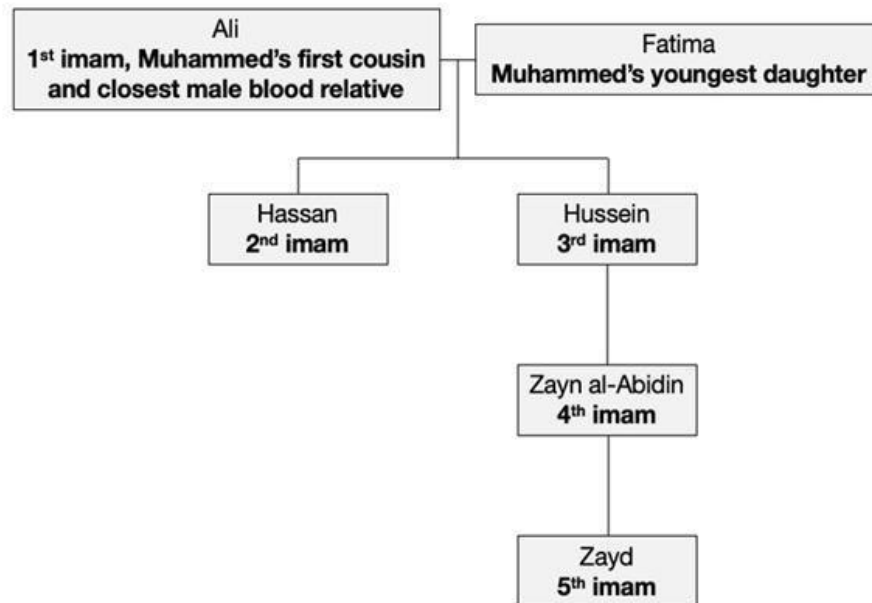 Ali
1st imam, Muhammed's first cousin
and closest male blood relative
Fatima
Muhammed's youngest daughter
Hassan
2nd imam
Hussein
3rd imam
Zayn al-Abidin
4th imam
Zayd
5th imam